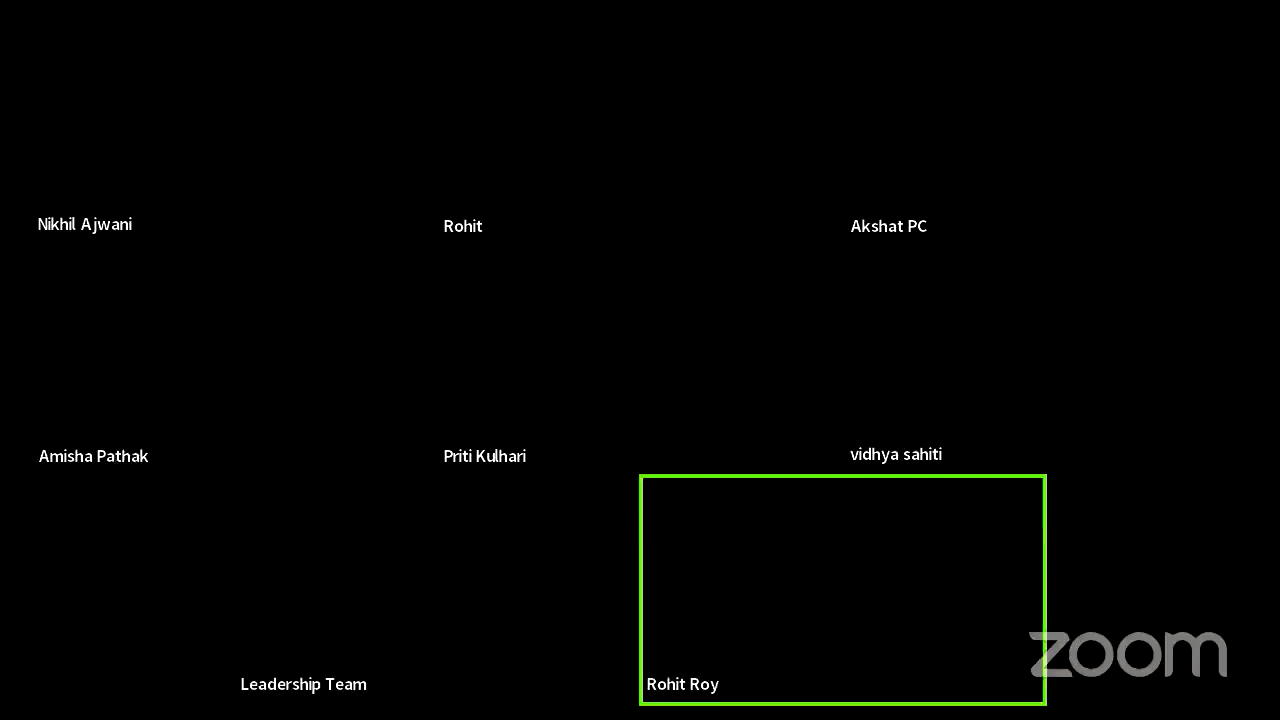 Nikhil Ajwani
Rohit
Akshat PC
Amisha Pathak
Priti Kulhari
vidhya sahiti
Leadership Team
Rohit Roy
zoom